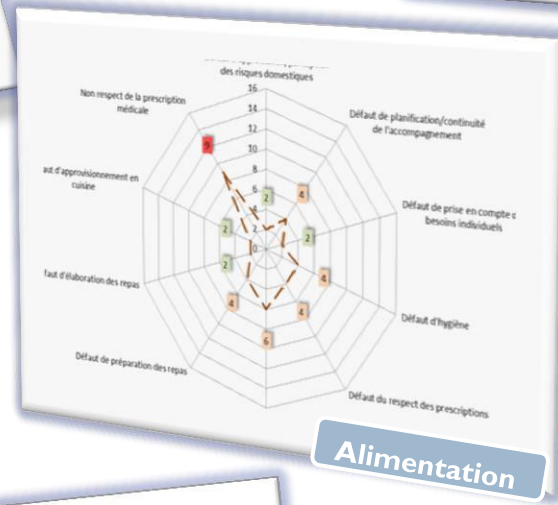 des risques domestiques
Non respect de la prescription
médicale
Défaut de planification/continuité
de l'accompagnement
aut d'approvisionnement en
cuisine
Défaut de prise en compte
besoins individuels
faut d'élaboration des repas
Défaut d'hygiène
Défaut de préparation des repas
Défaut du respect des prescriptions
16
14
12
10
8
6
4
2
0
9
2
4
2
2
2
4
4
4
6
Alimentation